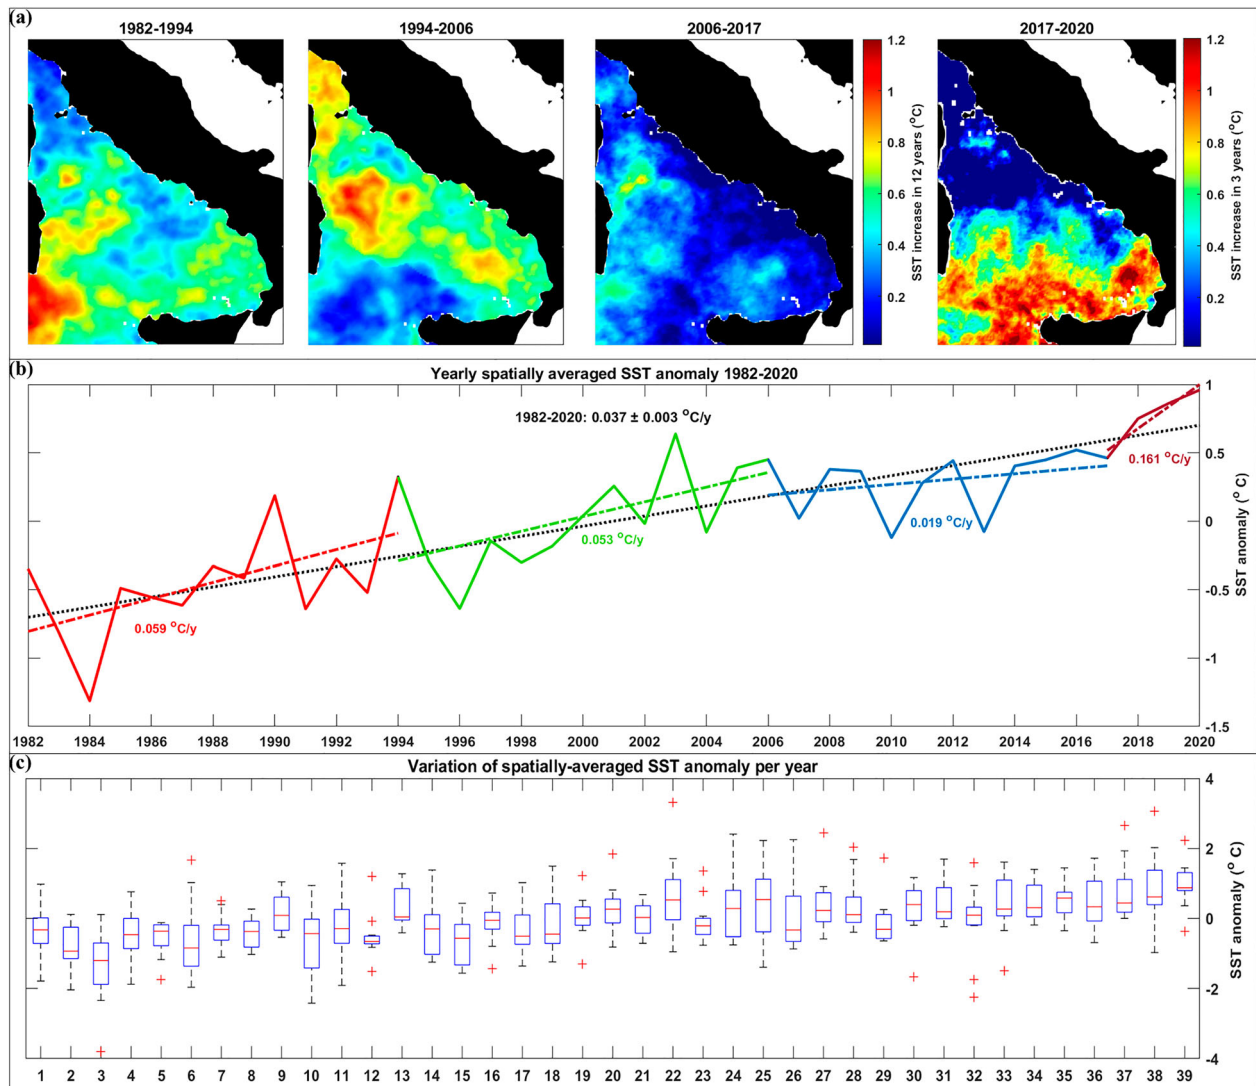 (a)
1982-1994
1994-2006
2006-2017
2017-2020
1.2
1
0.8
0.6
0.4
0.2
SST increase in 12 years (°C)
1.2
1
0.8
0.6
0.4
0.2
SST increase in 3 years (°C)
(b)
Yearly spatially averaged SST anomaly 1982-2020
1982-2020: 0.037 ± 0.003 °C/y
0.059 °C/y
0.053 °C/y
0.019 °C/y
0.161 °C/y
1
0.5
0
-0.5
-1
-1.5
SST anomaly (° C)
1982 1984 1986 1988 1990 1992 1994 1996 1998 2000 2002 2004 2006 2008 2010 2012 2014 2016 2018 2020
(c)
Variation of spatially-averaged SST anomaly per year
4
2
0
-2
-4
SST anomaly (° C)
1 2 3 4 5 6 7 8 9 10 11 12 13 14 15 16 17 18 19 20 21 22 23 24 25 26 27 28 29 30 31 32 33 34 35 36 37 38 39